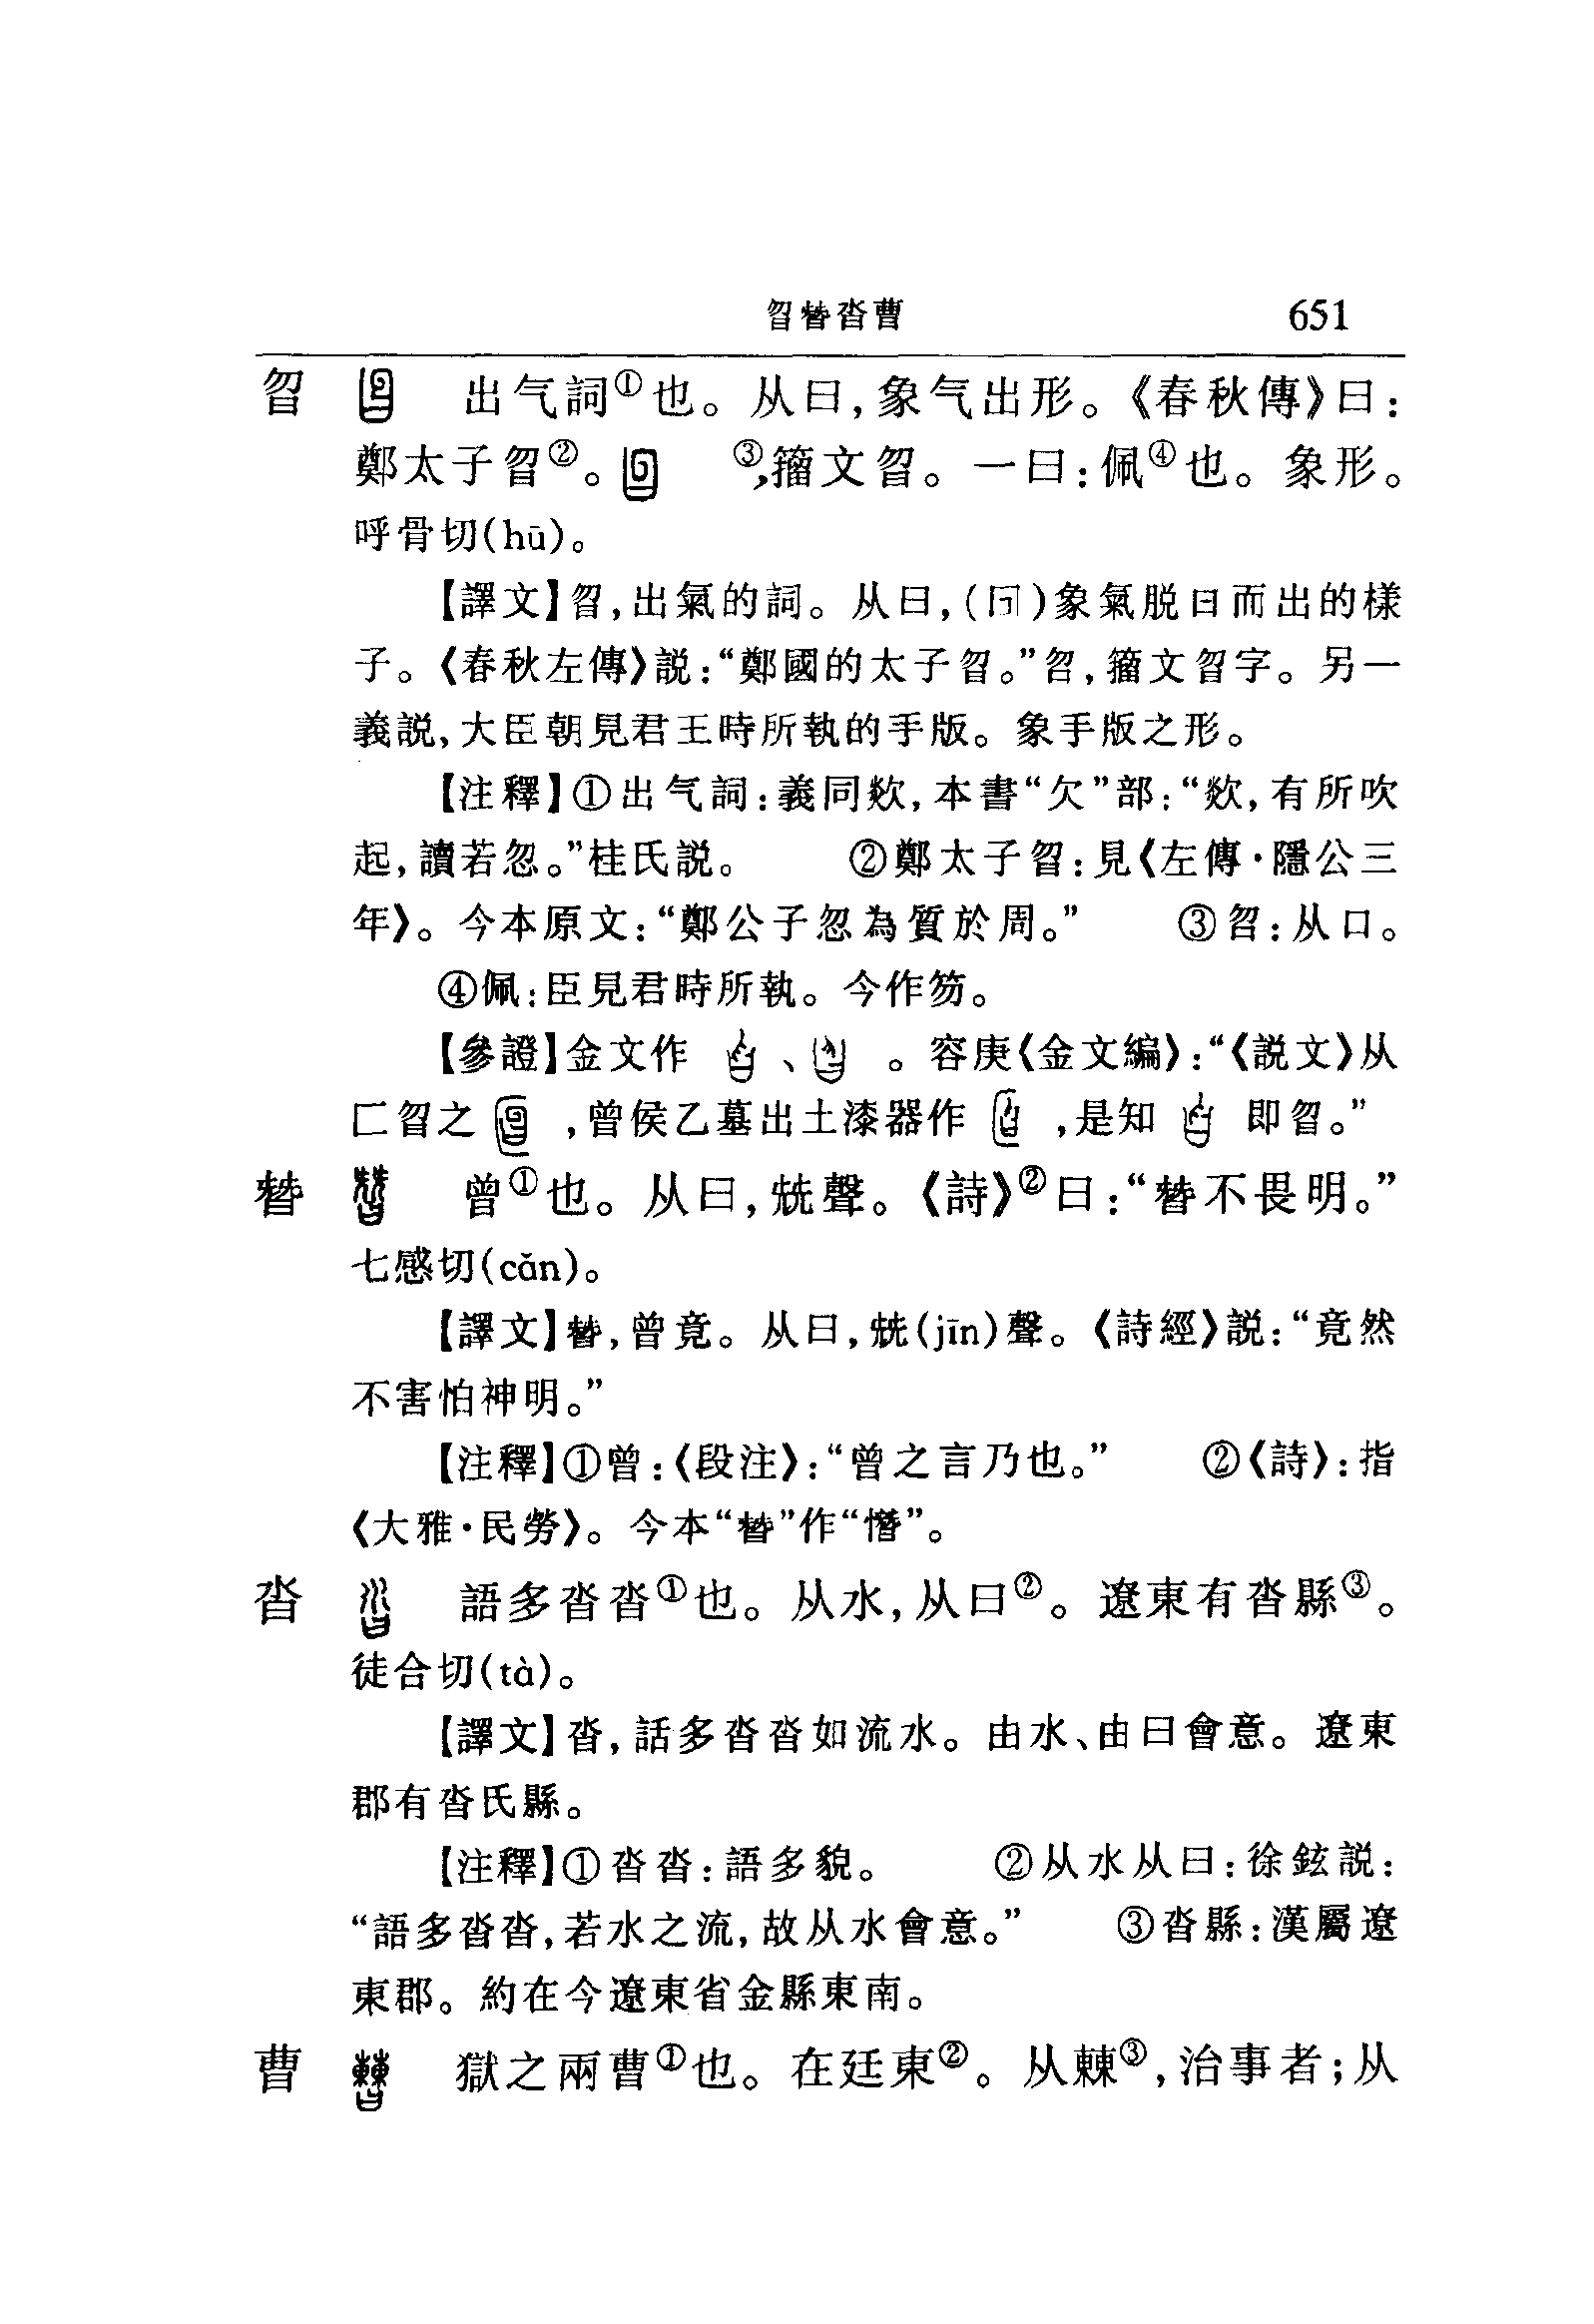 曶朁沓曹 651
曶 出气詞①也。从曰,象气出形。《春秋傳》曰:
鄭太子曶②。 ③,籀文曶。一曰:佩④也。象形。
呼骨切(hū)。
【譯文】曶,出氣的詞。从曰,( )象氣脱曰而出的樣
子。《春秋左傳》説:“鄭國的太子曶。”㫚,籀文曶字。另一
義説,大臣朝見君王時所執的手版。象手版之形。
【注釋】①出气詞:義同欻,本書“欠”部:“欻,有所吹
起,讀若忽。”桂氏説。 ②鄭太子曶:見《左傳·隱公三
年》。今本原文:“鄭公子忽為質於周。” ③㫚:从口。
④佩:臣見君時所執。今作笏。
【參證】金文作 、 。容庚《金文編》:“《説文》从
匚曶之 ,曾侯乙墓出土漆器作 ,是知 即曶。”
朁 曾①也。从曰,兓聲。《詩》②曰:“朁不畏明。”
七感切(cǎn)。
【譯文】朁,曾竟。从曰,兓(jīn)聲。《詩經》説:“竟然
不害怕神明。”
【注釋】①曾:《段注》:“曾之言乃也。” ②《詩》:指
《大雅·民勞》。今本“朁”作“憯”。
沓 語多沓沓①也。从水,从曰②。遼東有沓縣③。
徒合切(tà)。
【譯文】沓,話多沓沓如流水。由水、由曰會意。遼東
郡有沓氏縣。
【注釋】①沓沓:語多貌。 ②从水从曰:徐鉉説:
“語多沓沓,若水之流,故从水會意。” ③沓縣:漢屬遼
東郡。約在今遼東省金縣東南。
曹 獄之兩曹①也。在廷東②。从㯥③,治事者;从